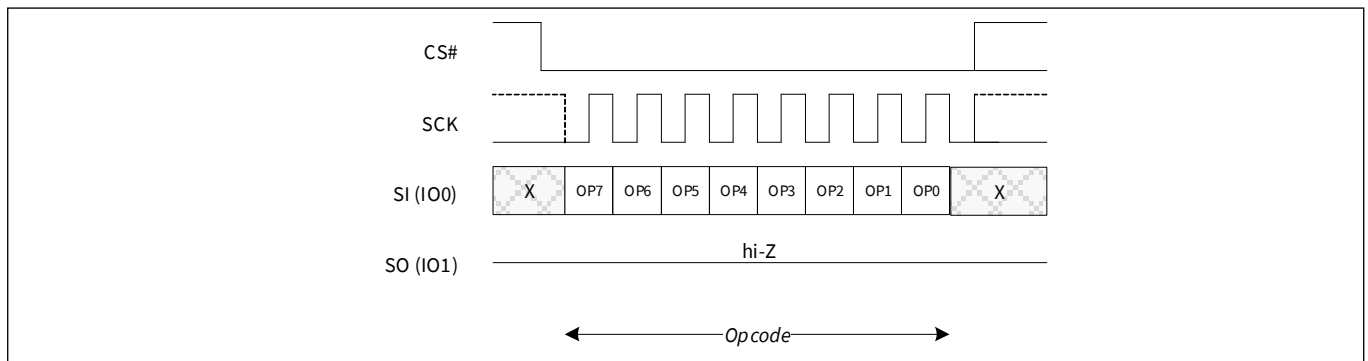 CS#
SCK
SI (IO0) X OP7 OP6 OP5 OP4 OP3 OP2 OP1 OP0 X
SO (IO1) hi-Z
Opcode